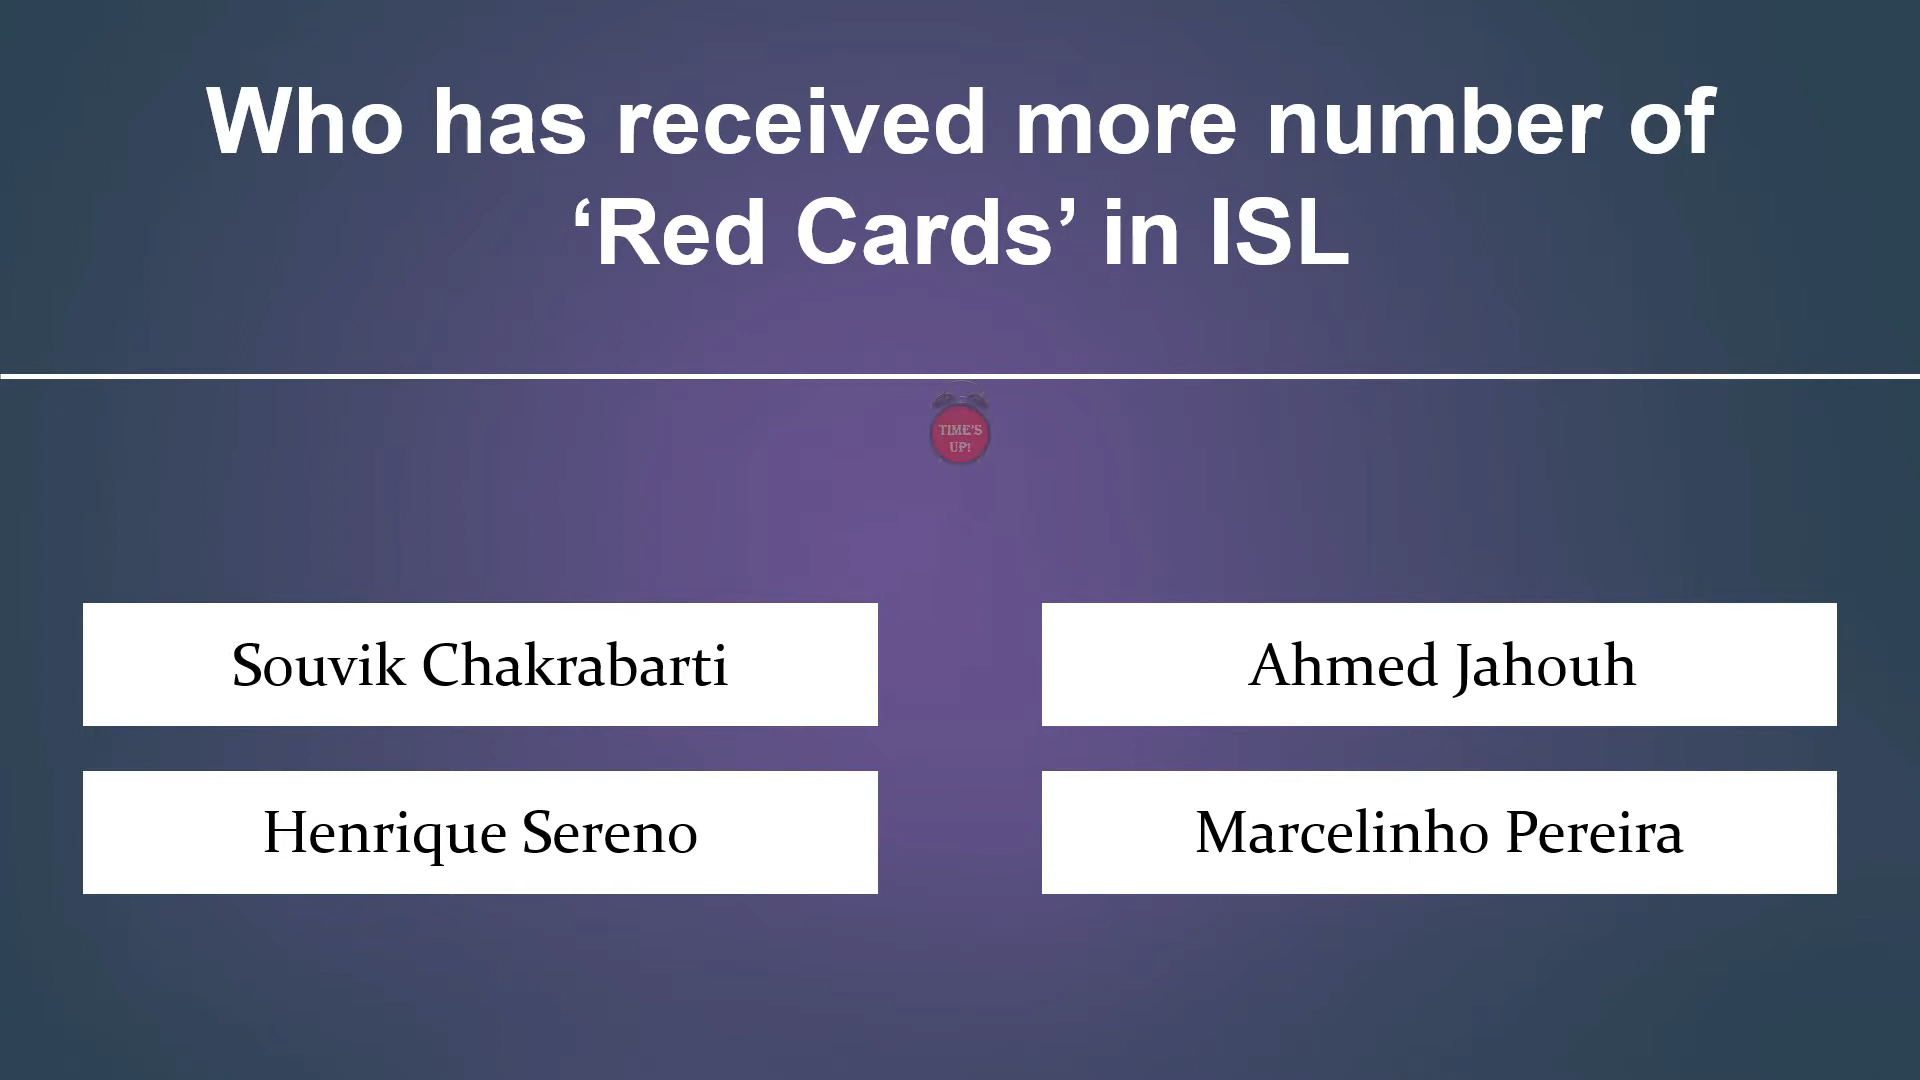 Who has received more number of
‘Red Cards’ in ISL
TIME'S
UP!
Souvik Chakrabarti
Ahmed Jahouh
Henrique Sereno
Marcelinho Pereira